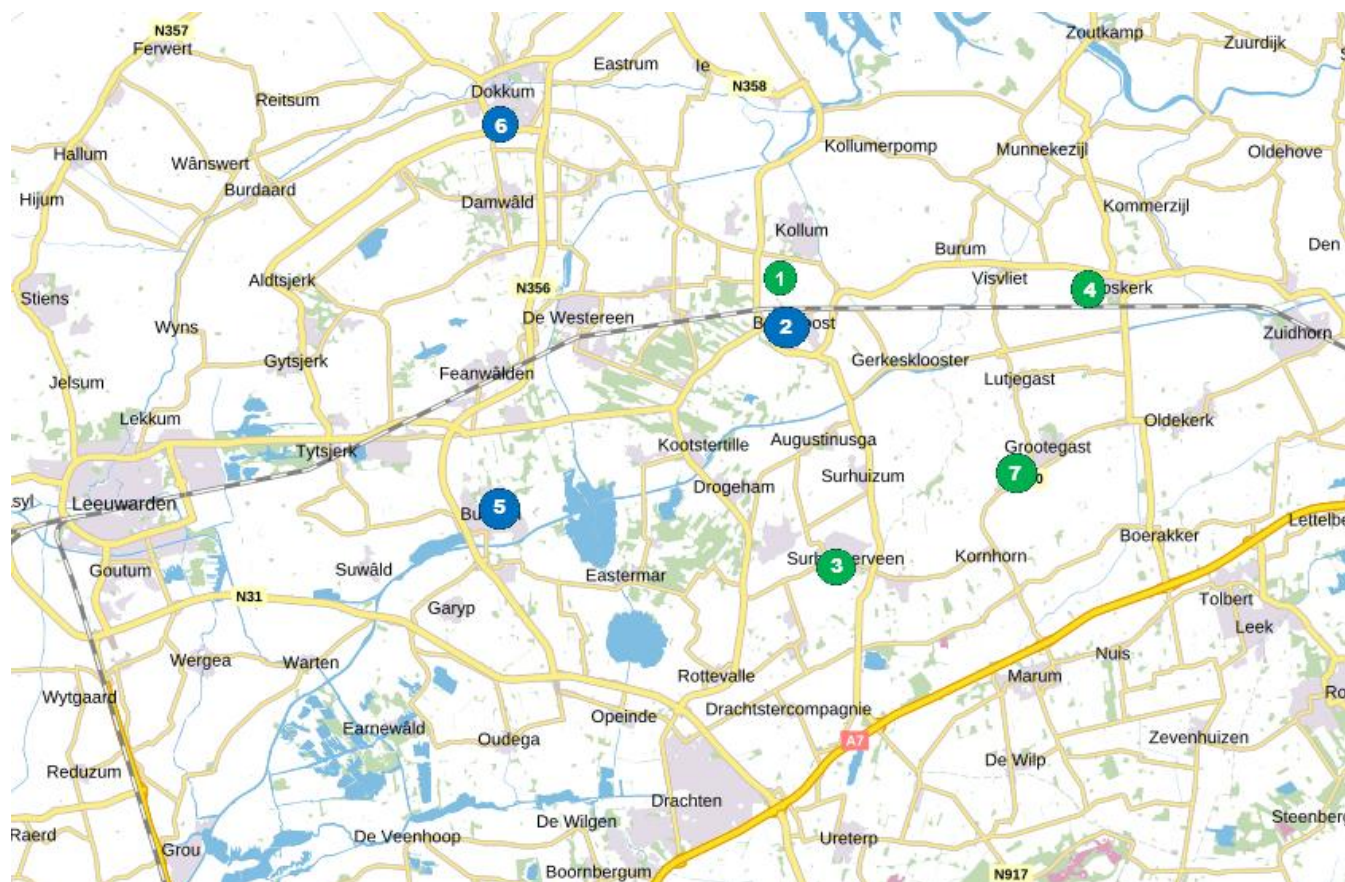 N357
Ferwert
Zoutkamp
Zuurdijk
Eastrum
Ie
N358
Dokkum
Reitsum
6
Hallum
Wânswert
Kollumerpomp
Munnekezijl
Oldehove
Burdaard
Hijum
Damwâld
Kommerzijl
Kollum
Burum
Den
Aldtsjerk
1
Visvliet
4
N356
Stiens
De Westereen
Wyns
2
Zuidhorn
Gytsjerk
Gerkesklooster
Feanwâlden
Lutjegast
Jelsum
Lekkum
Oldekerk
Tytsjerk
Kootstertille
Augustinusga
Grootegast
7
Surhuizum
Drogeham
Leeuwarden
5
Boerakker
Kornhorn
3
Goutum
Suwâld
Eastermar
N31
Garyp
Tolbert
Leek
Wergea
Warten
Nuis
Rottevalle
Marum
Wytgaard
Opeinde
Drachtstercompagnie
Earnewâld
Oudega
A7
Zevenhuizen
De Wilp
Reduzum
Drachten
De Wilgen
Raerd
De Veenhoop
Ureterp
Grou
Boornbergum
N917